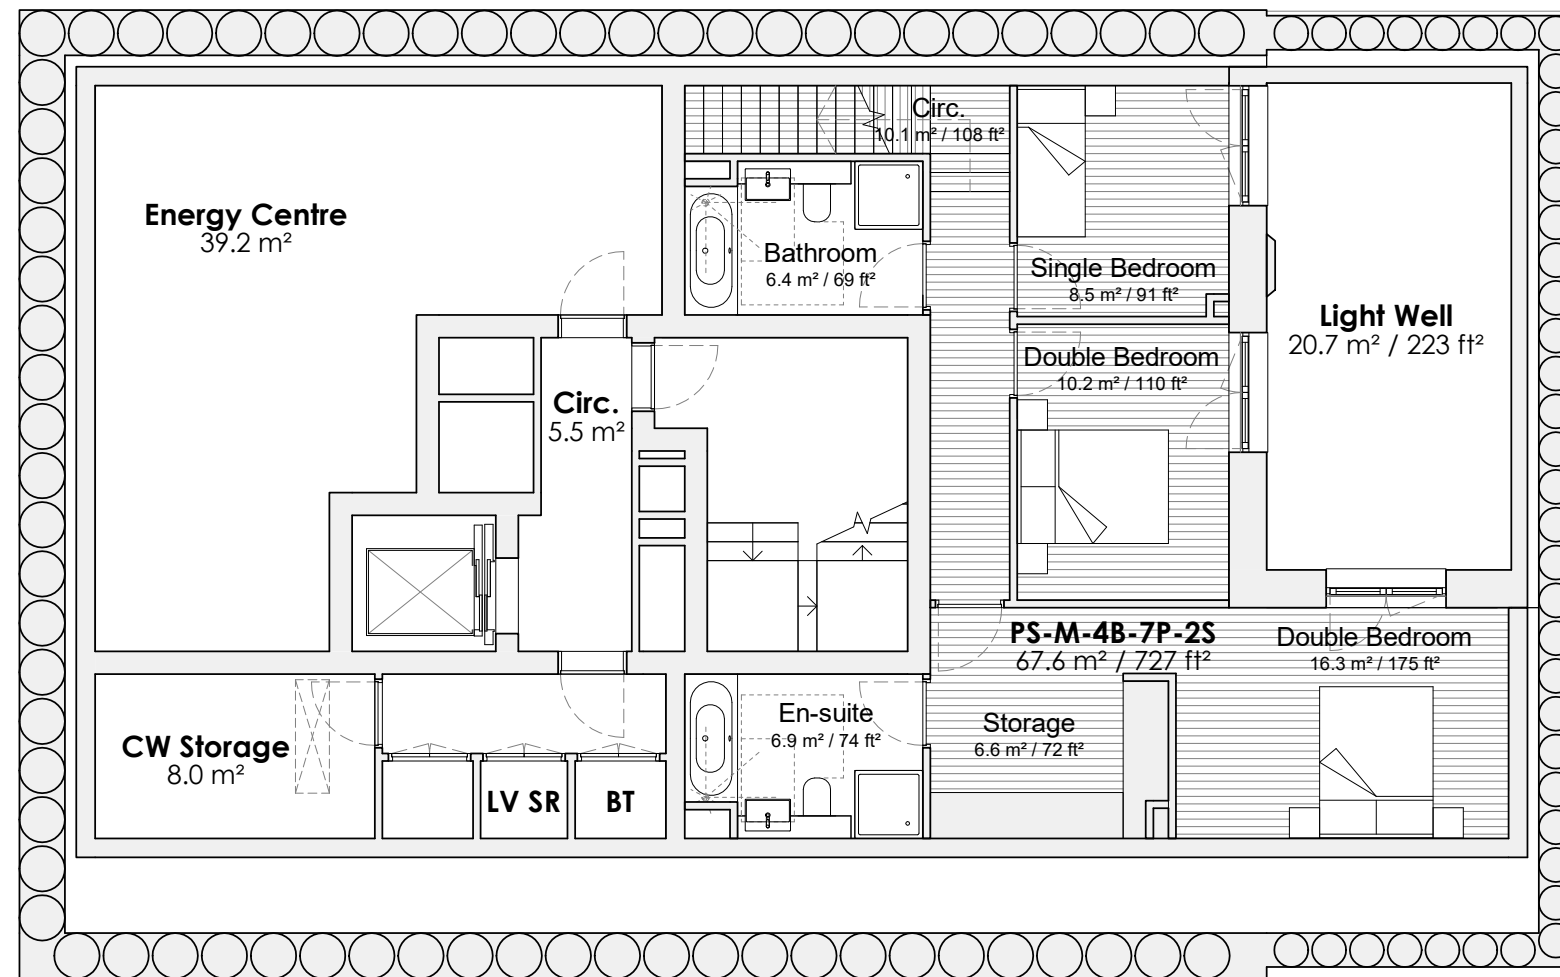 Circ.
10.1 m² / 108 ft²
Energy Centre
39.2 m²
Bathroom
6.4 m² / 69 ft²
Single Bedroom
8.5 m² / 91 ft²
Light Well
20.7 m² / 223 ft²
Double Bedroom
10.2 m² / 110 ft²
Circ.
5.5 m²
PS-M-4B-7P-2S
67.6 m² / 727 ft²
Double Bedroom
16.3 m² / 175 ft²
En-suite
6.9 m² / 74 ft²
Storage
6.6 m² / 72 ft²
CW Storage
8.0 m²
LV SR
BT